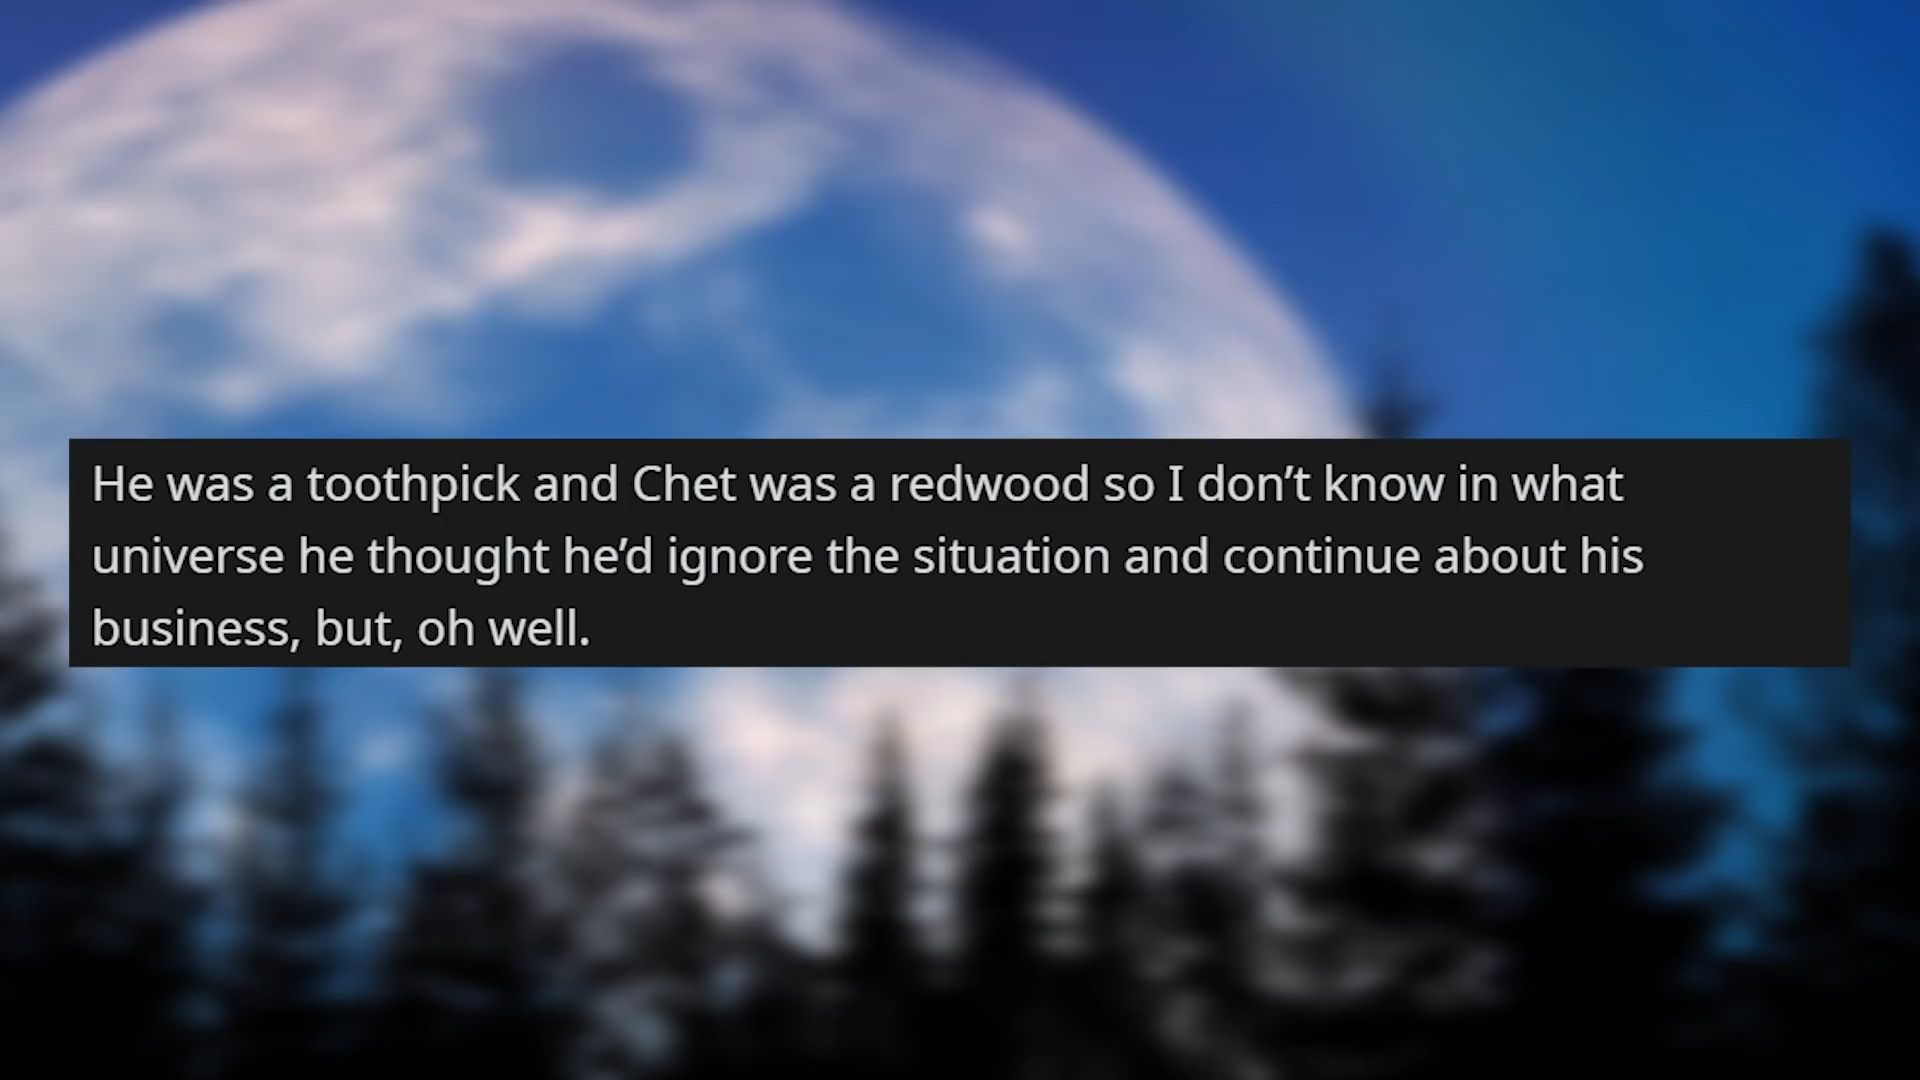 He was a toothpick and Chet was a redwood so I don’t know in what
universe he thought he’d ignore the situation and continue about his
business, but, oh well.